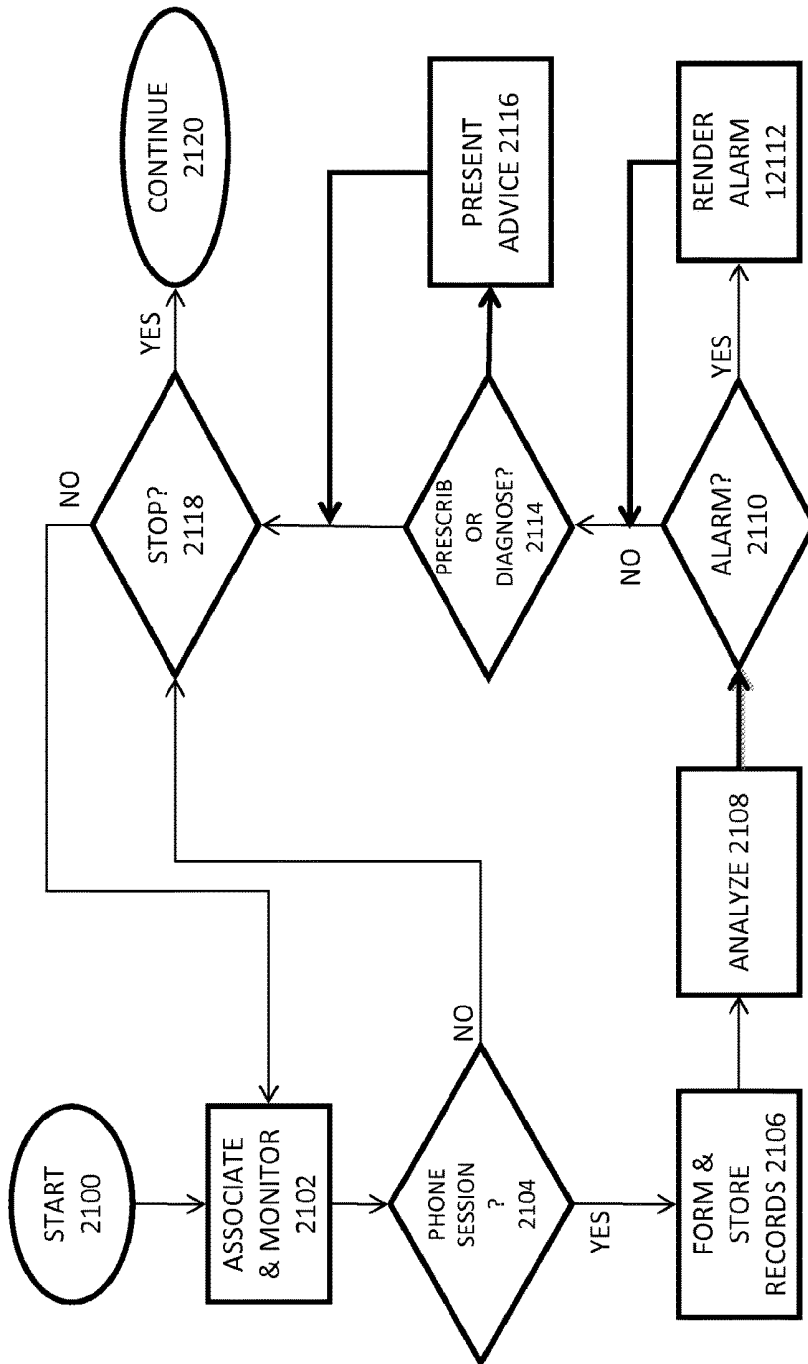 START
2100
ASSOCIATE
& MONITOR
2102
PHONE
SESSION
?
2104
NO
YES
FORM &
STORE
RECORDS 2106
ANALYZE 2108
ALARM?
2110
YES
NO
RENDER
ALARM
12112
PRESCRIB
OR
DIAGNOSE?
2114
PRESENT
ADVICE 2116
STOP?
2118
NO
YES
CONTINUE
2120